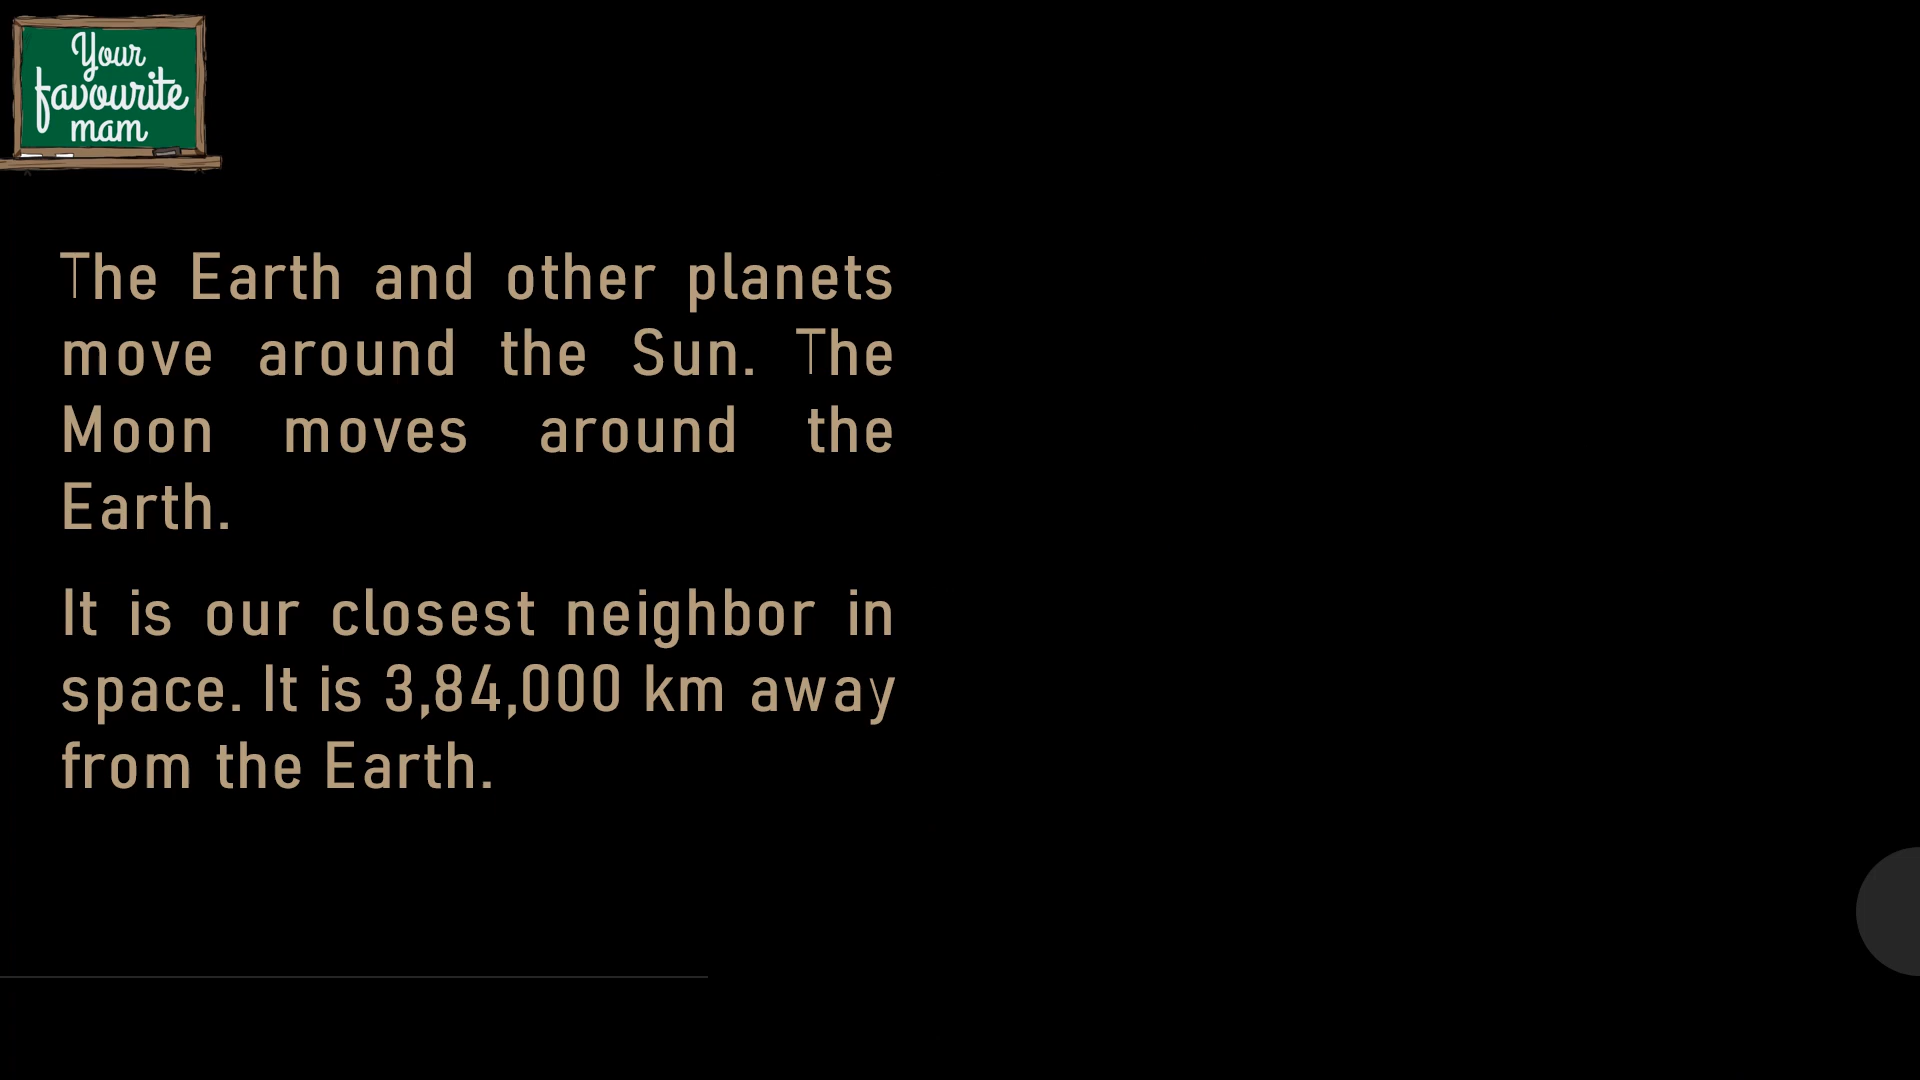 Your
favourite
mam
The Earth and other planets
move around the Sun. The
Moon moves around the
Earth.
It is our closest neighbor in
space. It is 3,84,000 km away
from the Earth.